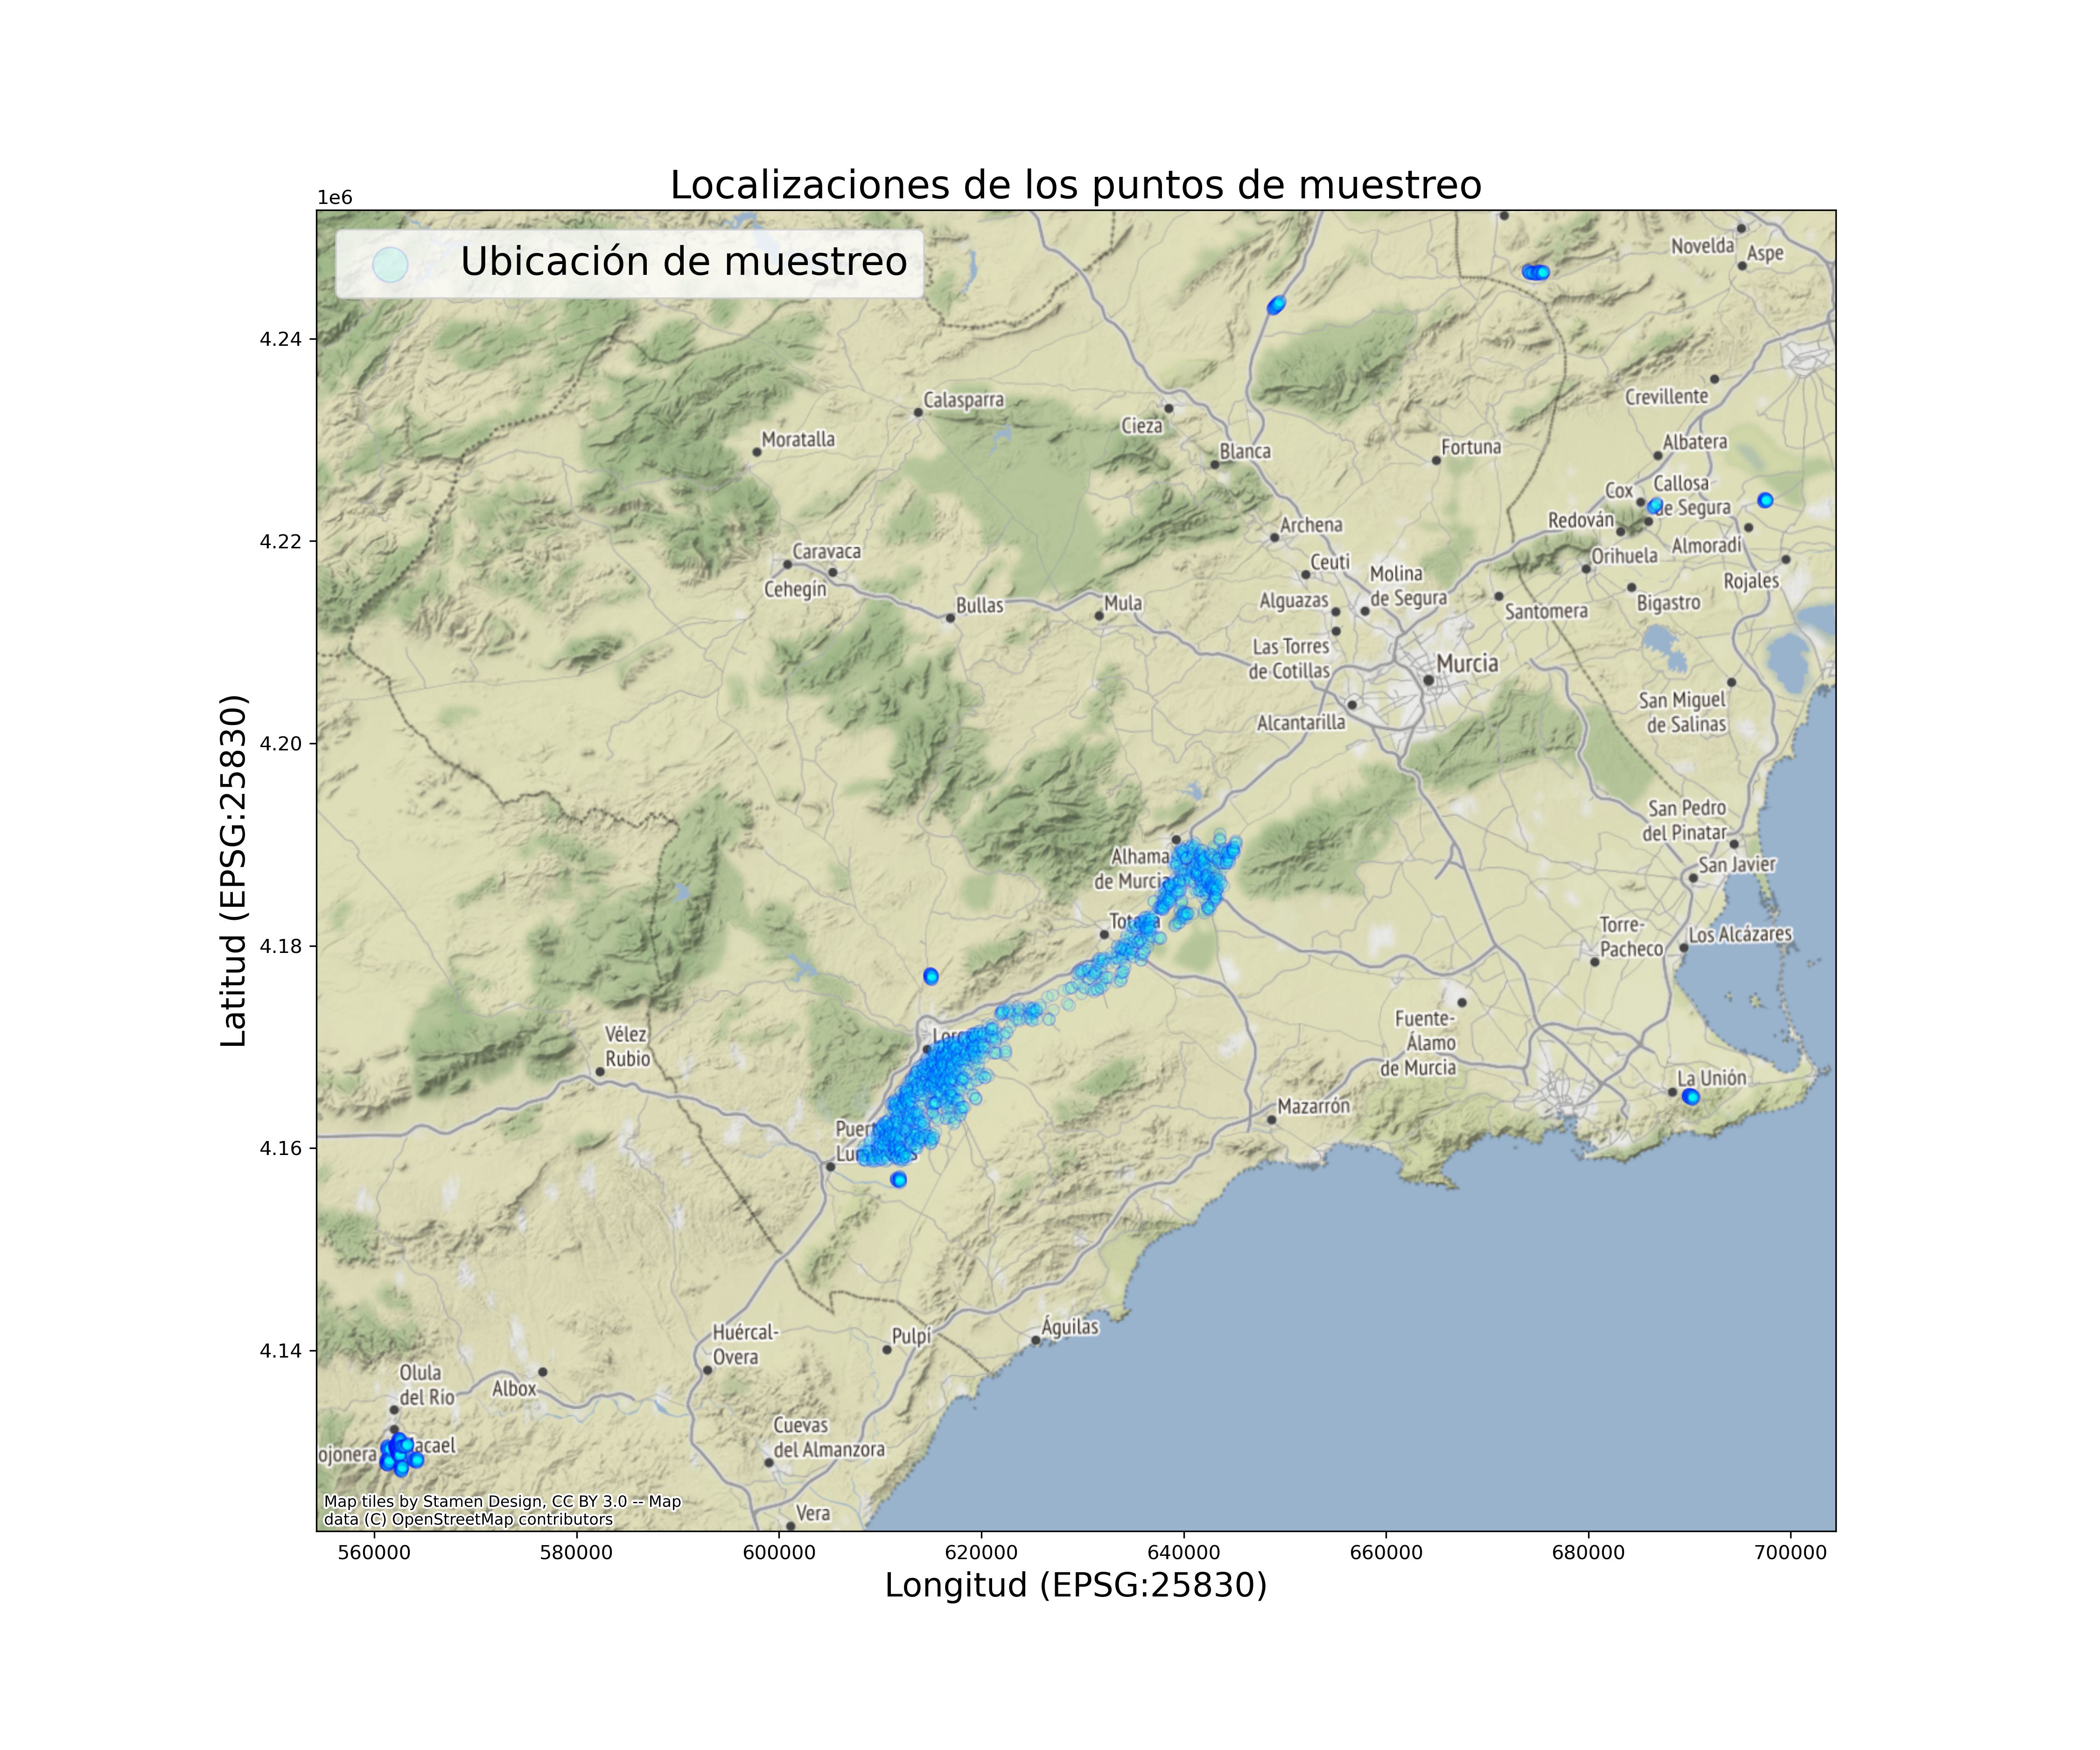 Localizaciones de los puntos de muestreo
1e6
Ubicación de muestreo
Novelda
Aspe
4.24
Calasparra
Crevillente
Cieza
Moratalla
Albatera
Fortuna
Blanca
Callosa
de Segura
Cox
Redován
Archena
4.22
Almoradí
Caravaca
Orihuela
Ceuti
Molina
de Segura
Rojales
Cehegín
Alguazas
Bigastro
Bullas
Mula
Santomera
Las Torres
de Cotillas
Murcia
San Miguel
de Salinas
Alcantarilla
4.20
San Pedro
del Pinatar
Alhama
de Murcia
San Javier
Latitud (EPSG:25830)
Torre-
Pacheco
Los Alcázares
4.18
Fuente-
Álamo
de Murcia
Vélez
Rubio
La Unión
Mazarrón
4.16
Águilas
Pulpí
Huércal-
Overa
4.14
Olula
del Río
Albox
Cuevas
del Almanzora
ojonera
acael
Map tiles by Stamen Design, CC BY 3.0 -- Map
data (C) OpenStreetMap contributors
Vera
560000 580000 600000 620000 640000 660000 680000 700000
Longitud (EPSG:25830)